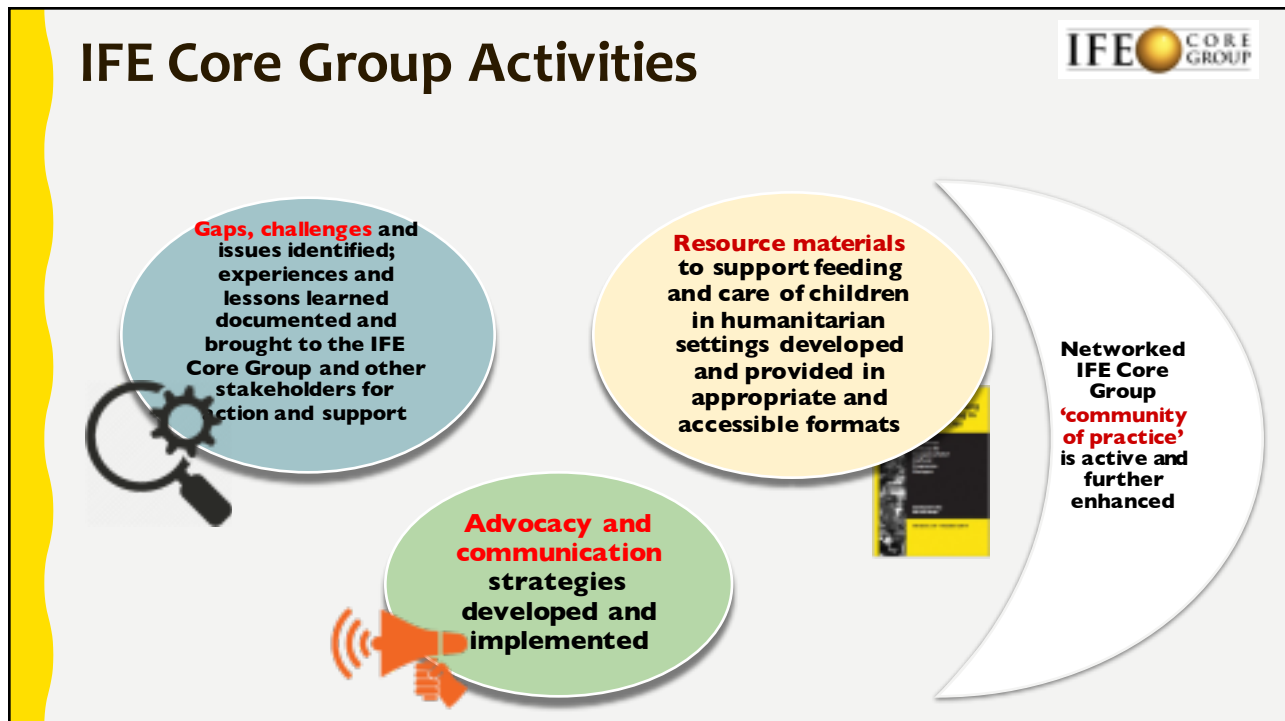 IFE Core Group Activities
IFE CORE
GROUP
Gaps, challenges and
issues identified;
experiences and
lessons learned
documented and
brought to the IFE
Core Group and other
stakeholders for
action and support
Resource materials
to support feeding
and care of children
in humanitarian
settings developed
and provided in
appropriate and
accessible formats
Advocacy and
communication
strategies
developed and
implemented
Networked
IFE Core
Group
‘community
of practice’
is active and
further
enhanced